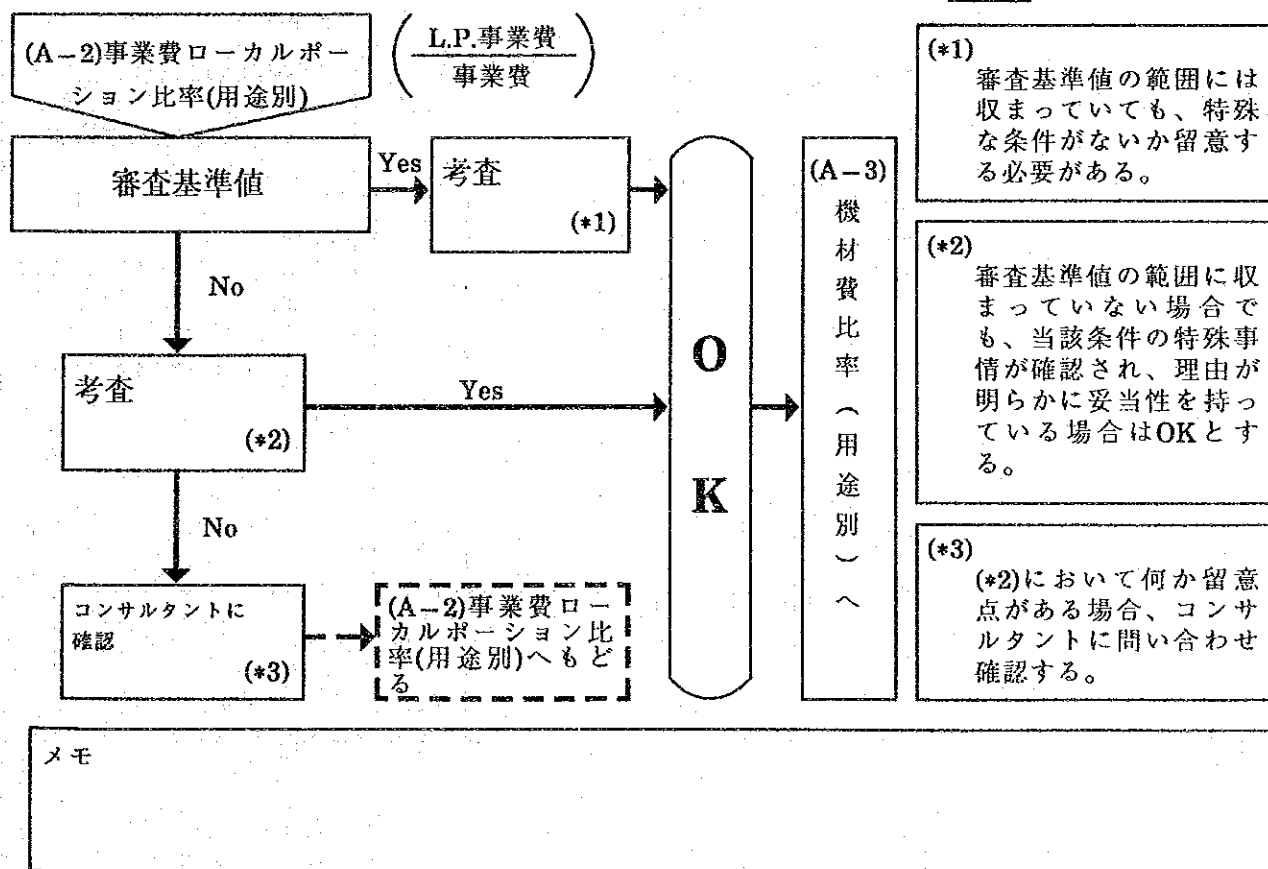 (A-2)事業費ローカルポー
ション比率(用途別)
L.P.事業費
事業費
審査基準値
Yes
考査
(*1)
No
考査
(*2)
Yes
No
コンサルタントに
確認
(*3)
(A-2)事業費ロー
カルポーション比
率(用途別)へもど
る
OK
(A-3)
機材費比率(用途別)へ
(*1)
審査基準値の範囲には
収まっていても、特殊
な条件がないか留意す
る必要がある。
(*2)
審査基準値の範囲に収
まっていない場合で
も、当該条件の特殊事
情が確認され、理由が
明らかに妥当性を持っ
ている場合はOKとす
る。
(*3)
(*2)において何か留意
点がある場合、コンサ
ルタントに問い合わせ
確認する。
メモ